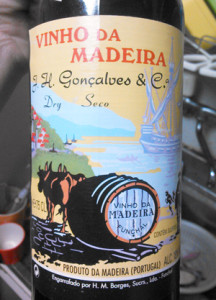 VINHO DA
MADEIRA
J. H. Gonçalves & C.ª
Dry Seco
VINHO DA
MADEIRA
FUNCHAL
PRODUTO DA MADEIRA (PORTUGAL)
Engarrafado por H. M. Borges, Sucrs., Lda.